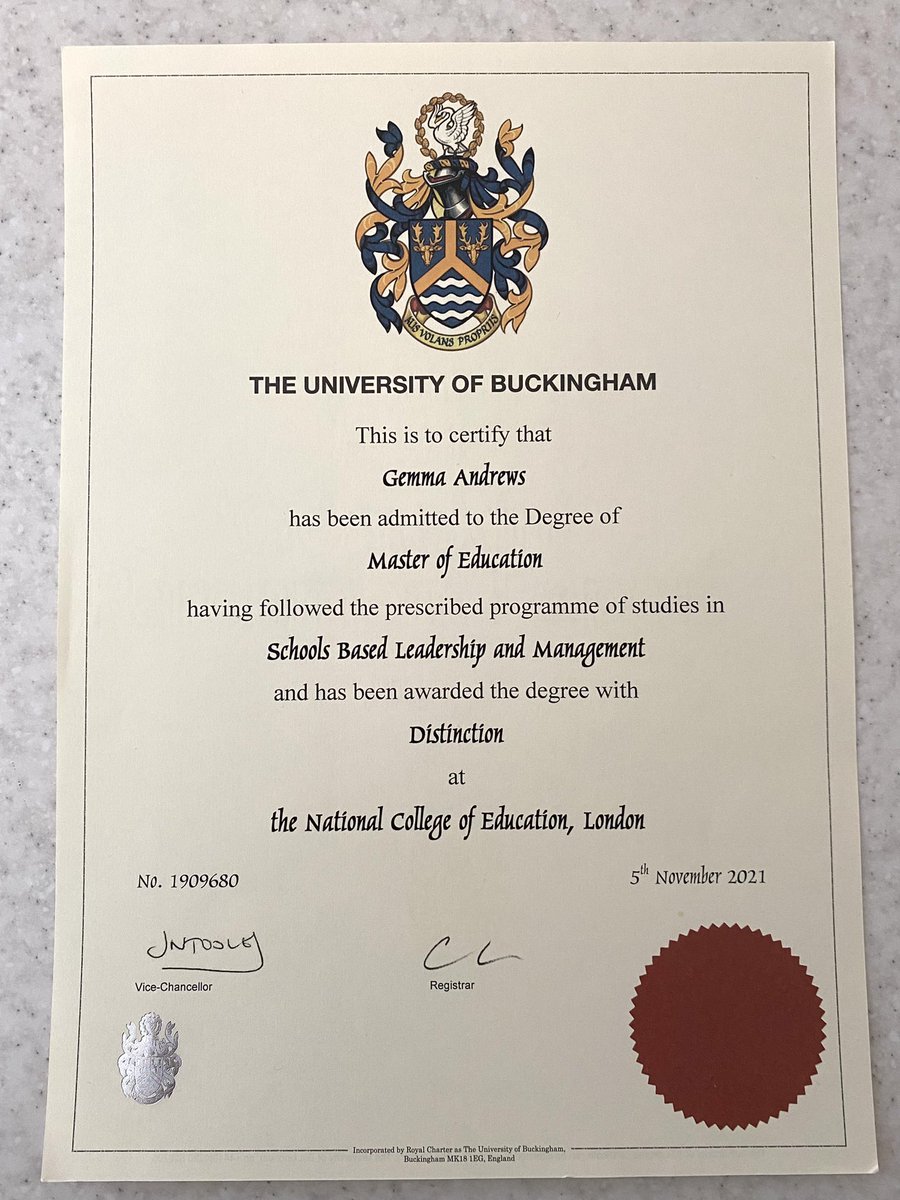 ALIS VOLANS PROPRIIS
THE UNIVERSITY OF BUCKINGHAM
This is to certify that
Gemma Andrews
has been admitted to the Degree of
Master of Education
having followed the prescribed programme of studies in
Schools Based Leadership and Management
and has been awarded the degree with
Distinction
at
the National College of Education, London
No. 1909680
5th November 2021
Vice-Chancellor
Registrar
Incorporated by Royal Charter as The University of Buckingham,
Buckingham MK18 1EG, England